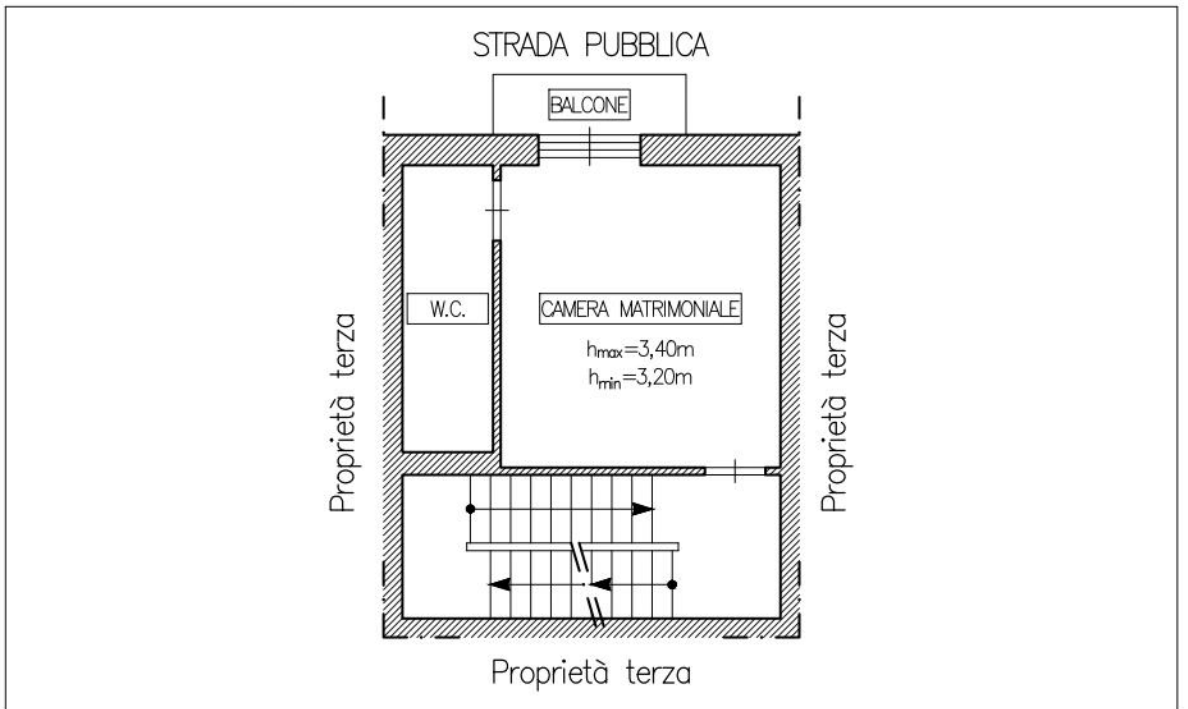 STRADA PUBBLICA
BALCONE
W.C.
CAMERA MATRIMONIALE
hmax=3,40m
hmin=3,20m
Proprietà terza
Proprietà terza
Proprietà terza